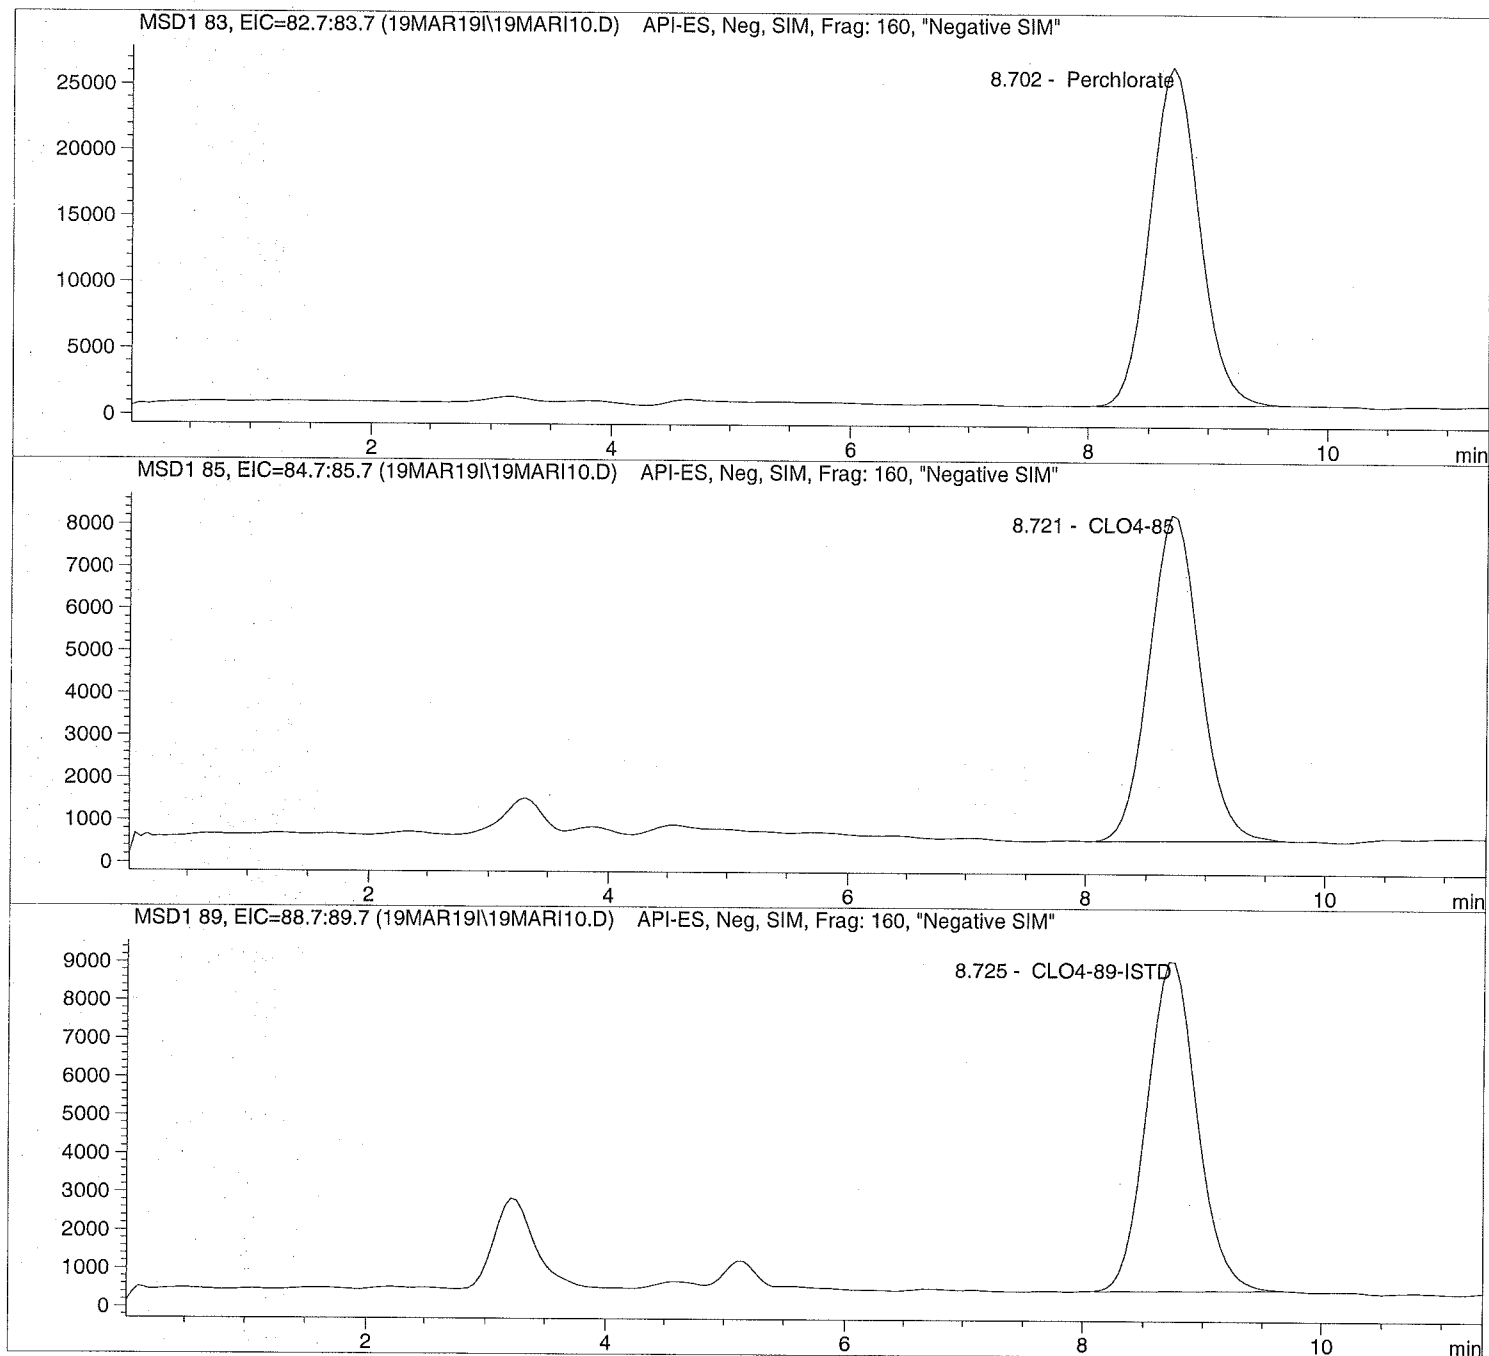 MSD1 83, EIC=82.7:83.7 (19MAR19I\19MARI10.D) API-ES, Neg, SIM, Frag: 160, "Negative SIM"
8.702 - Perchlorate
25000
20000
15000
10000
5000
0
2 4 6 8 10 min
MSD1 85, EIC=84.7:85.7 (19MAR19I\19MARI10.D) API-ES, Neg, SIM, Frag: 160, "Negative SIM"
8.721 - CLO4-85
8000
7000
6000
5000
4000
3000
2000
1000
0
2 4 6 8 10 min
MSD1 89, EIC=88.7:89.7 (19MAR19I\19MARI10.D) API-ES, Neg, SIM, Frag: 160, "Negative SIM"
8.725 - CLO4-89-ISTD
9000
8000
7000
6000
5000
4000
3000
2000
1000
0
2 4 6 8 10 min